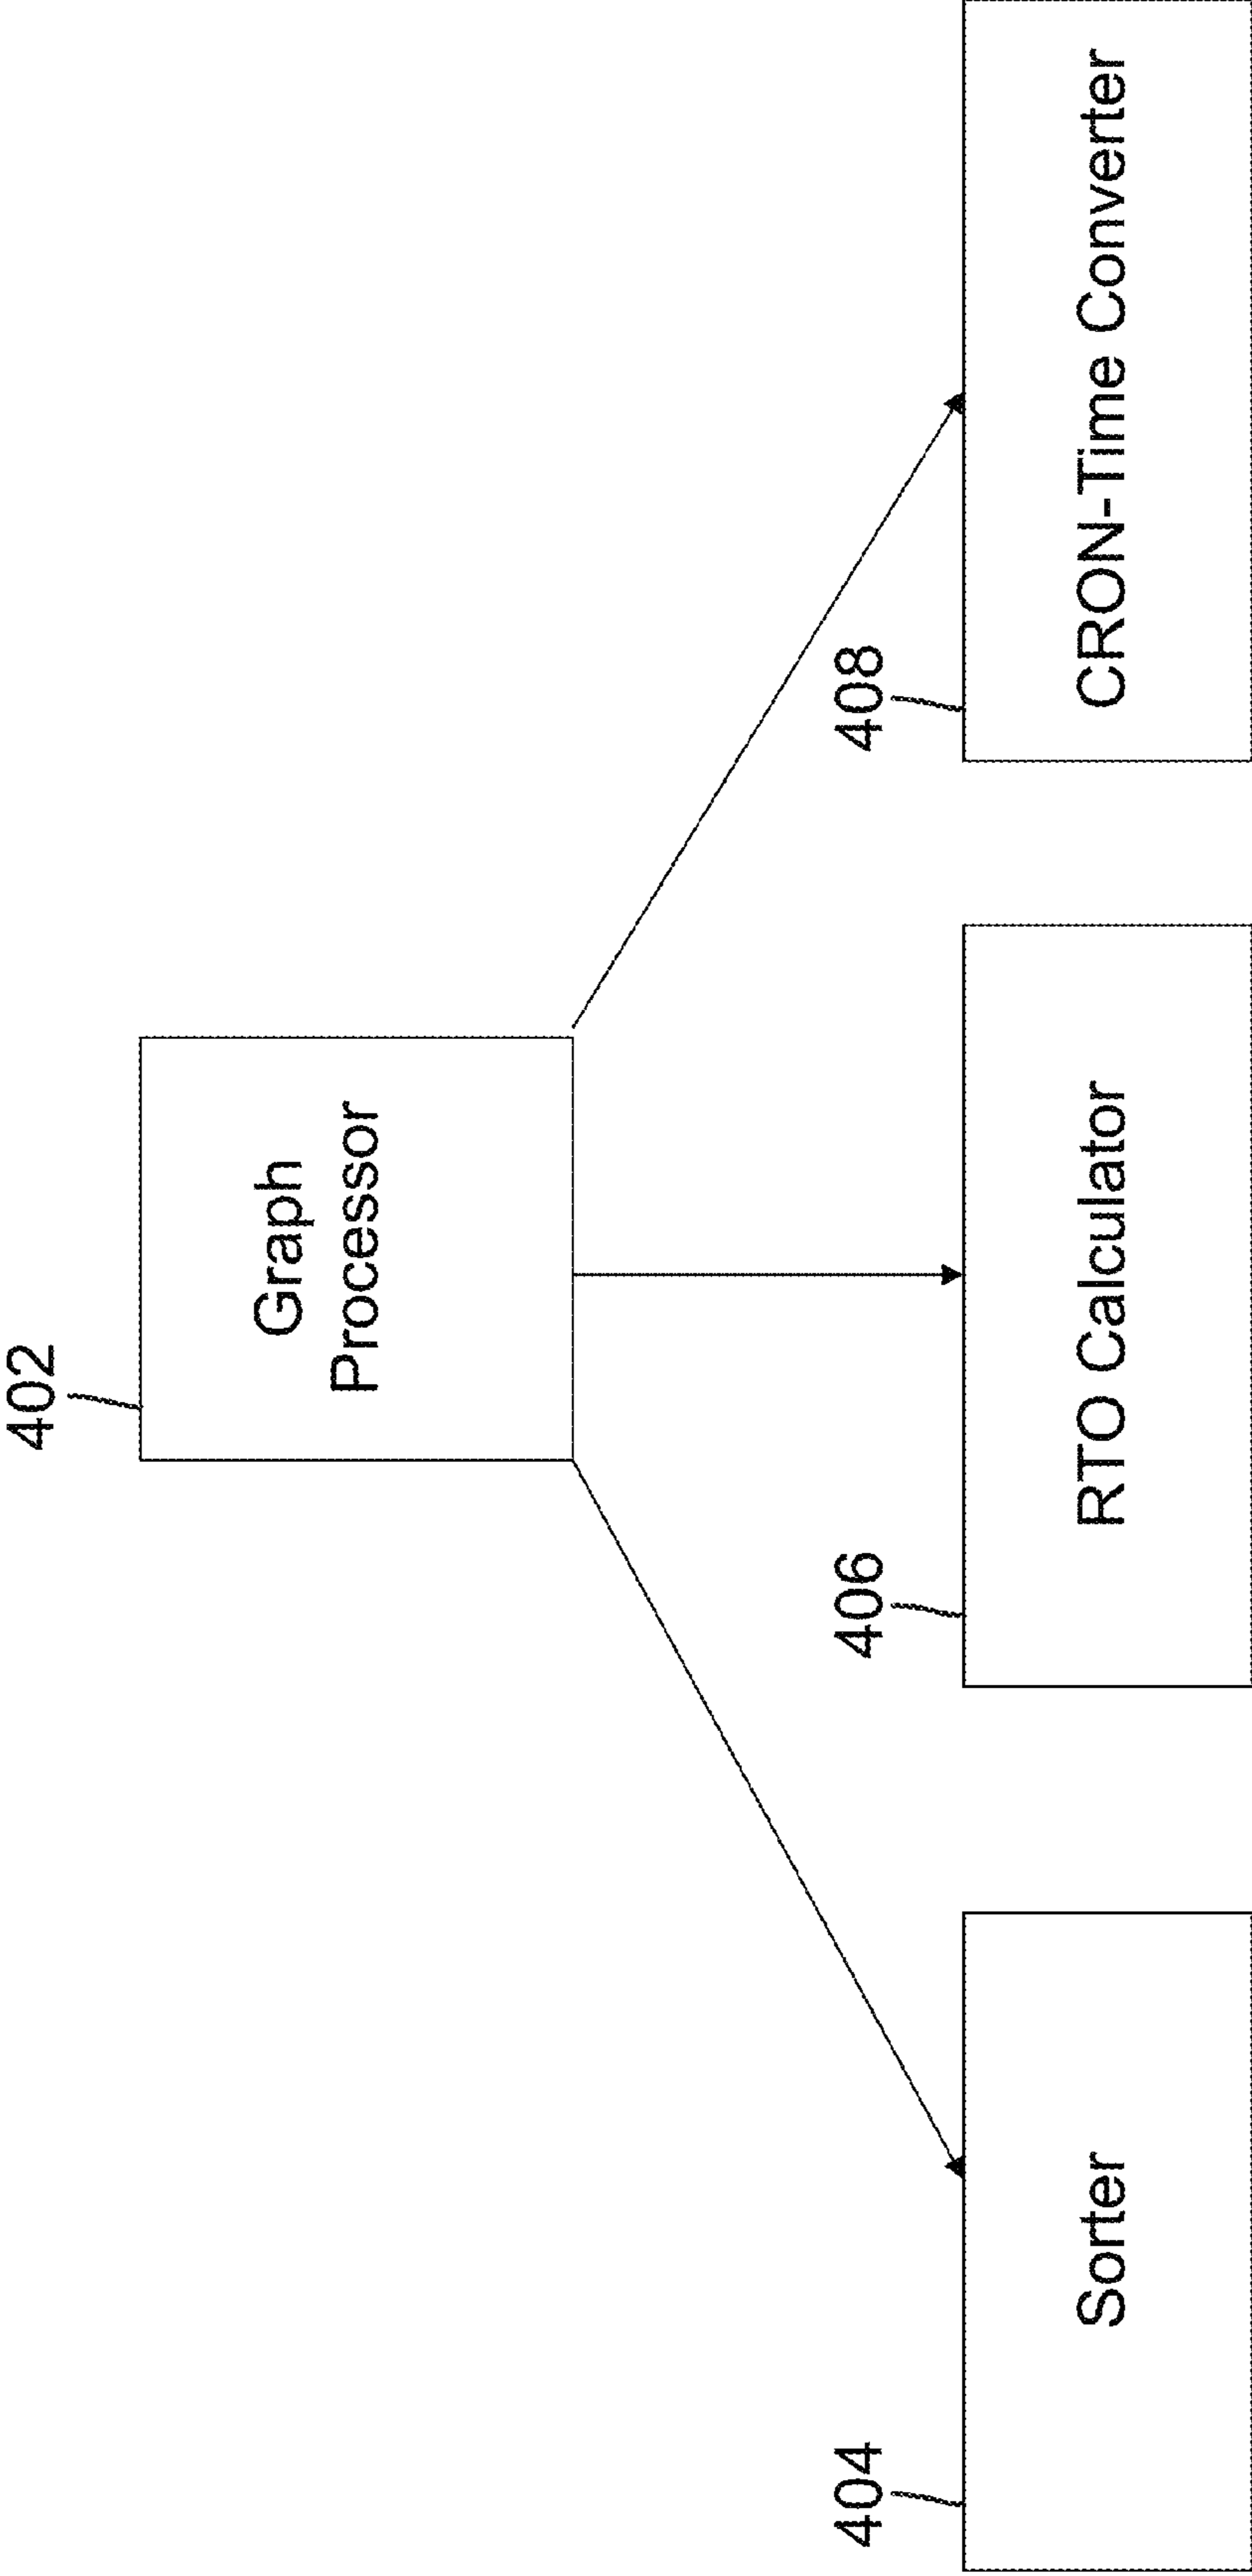 402
Graph
Processor
404
Sorter
406
RTO Calculator
408
CRON-Time Converter